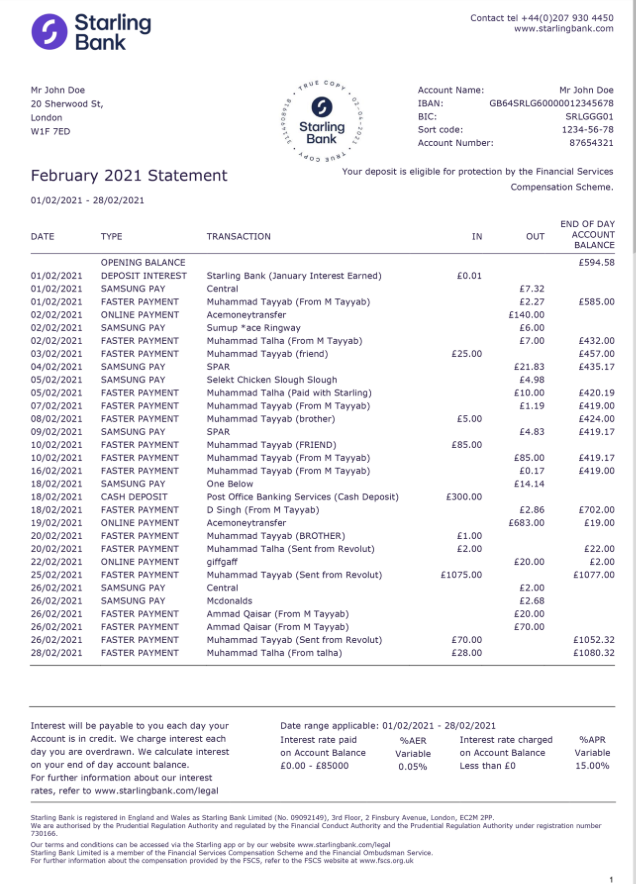 Starling Bank
Contact tel +44(0)207 930 4450
www.starlingbank.com
Mr John Doe
20 Sherwood St,
London
W1F 7ED
• TRUE COPY • 02-04-2021 • TRUE COPY • 3114908918
Starling Bank
Account Name: Mr John Doe
IBAN: GB64SRLG60000012345678
BIC: SRLGGG01
Sort code: 1234-56-78
Account Number: 87654321
February 2021 Statement
01/02/2021 - 28/02/2021
Your deposit is eligible for protection by the Financial Services
Compensation Scheme.
DATE TYPE TRANSACTION IN OUT END OF DAY ACCOUNT BALANCE
OPENING BALANCE £594.58
01/02/2021 DEPOSIT INTEREST Starling Bank (January Interest Earned) £0.01
01/02/2021 SAMSUNG PAY Central £7.32
01/02/2021 FASTER PAYMENT Muhammad Tayyab (From M Tayyab) £2.27 £585.00
02/02/2021 ONLINE PAYMENT Acemoneytransfer £140.00
02/02/2021 SAMSUNG PAY Sumup *ace Ringway £6.00
02/02/2021 FASTER PAYMENT Muhammad Talha (From M Tayyab) £7.00 £432.00
03/02/2021 FASTER PAYMENT Muhammad Tayyab (friend) £25.00 £457.00
04/02/2021 SAMSUNG PAY SPAR £21.83 £435.17
05/02/2021 SAMSUNG PAY Selekt Chicken Slough Slough £4.98
05/02/2021 FASTER PAYMENT Muhammad Talha (Paid with Starling) £10.00 £420.19
07/02/2021 FASTER PAYMENT Muhammad Tayyab (From M Tayyab) £1.19 £419.00
08/02/2021 FASTER PAYMENT Muhammad Tayyab (brother) £5.00 £424.00
09/02/2021 SAMSUNG PAY SPAR £4.83 £419.17
10/02/2021 FASTER PAYMENT Muhammad Tayyab (FRIEND) £85.00
10/02/2021 FASTER PAYMENT Muhammad Tayyab (From M Tayyab) £85.00 £419.17
16/02/2021 FASTER PAYMENT Muhammad Tayyab (From M Tayyab) £0.17 £419.00
18/02/2021 SAMSUNG PAY One Below £14.14
18/02/2021 CASH DEPOSIT Post Office Banking Services (Cash Deposit) £300.00
18/02/2021 FASTER PAYMENT D Singh (From M Tayyab) £2.86 £702.00
19/02/2021 ONLINE PAYMENT Acemoneytransfer £683.00 £19.00
20/02/2021 FASTER PAYMENT Muhammad Tayyab (BROTHER) £1.00
20/02/2021 FASTER PAYMENT Muhammad Talha (Sent from Revolut) £2.00 £22.00
22/02/2021 ONLINE PAYMENT giffgaff £20.00 £2.00
25/02/2021 FASTER PAYMENT Muhammad Tayyab (Sent from Revolut) £1075.00 £1077.00
26/02/2021 SAMSUNG PAY Central £2.00
26/02/2021 SAMSUNG PAY Mcdonalds £2.68
26/02/2021 FASTER PAYMENT Ammad Qaisar (From M Tayyab) £20.00
26/02/2021 FASTER PAYMENT Ammad Qaisar (From M Tayyab) £70.00
26/02/2021 FASTER PAYMENT Muhammad Tayyab (Sent from Revolut) £70.00 £1052.32
28/02/2021 FASTER PAYMENT Muhammad Talha (From talha) £28.00 £1080.32
Interest will be payable to you each day your
Account is in credit. We charge interest each
day you are overdrawn. We calculate interest
on your end of day account balance.
For further information about our interest
rates, refer to www.starlingbank.com/legal
Date range applicable: 01/02/2021 - 28/02/2021
Interest rate paid %AER Interest rate charged %APR
on Account Balance Variable on Account Balance Variable
£0.00 - £85000 0.05% Less than £0 15.00%
Starling Bank is registered in England and Wales as Starling Bank Limited (No. 09092149), 3rd Floor, 2 Finsbury Avenue, London, EC2M 2PP.
We are authorised by the Prudential Regulation Authority and regulated by the Financial Conduct Authority and the Prudential Regulation Authority under registration number
730166.
Our terms and conditions can be accessed via the Starling app or by our website www.starlingbank.com/legal
Starling Bank Limited is a member of the Financial Services Compensation Scheme and the Financial Ombudsman Service.
For further information about the compensation provided by the FSCS, refer to the FSCS website at www.fscs.org.uk
1